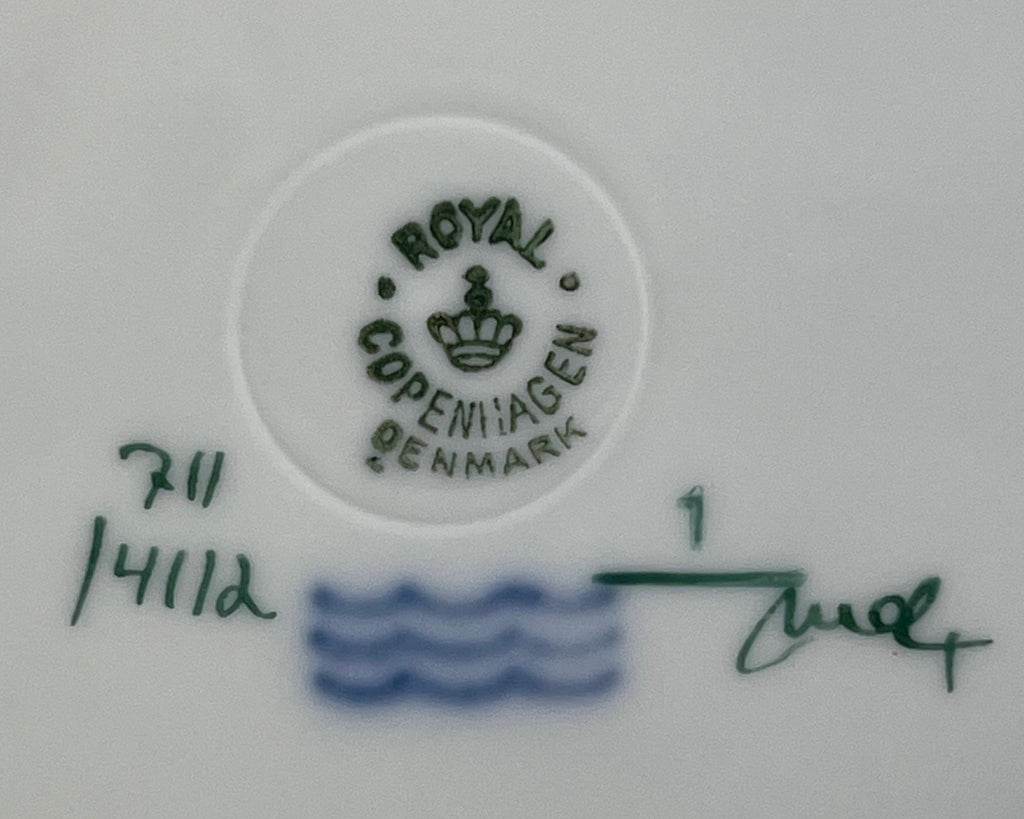 ROYAL
COPENHAGEN
DENMARK
711
/4112
1